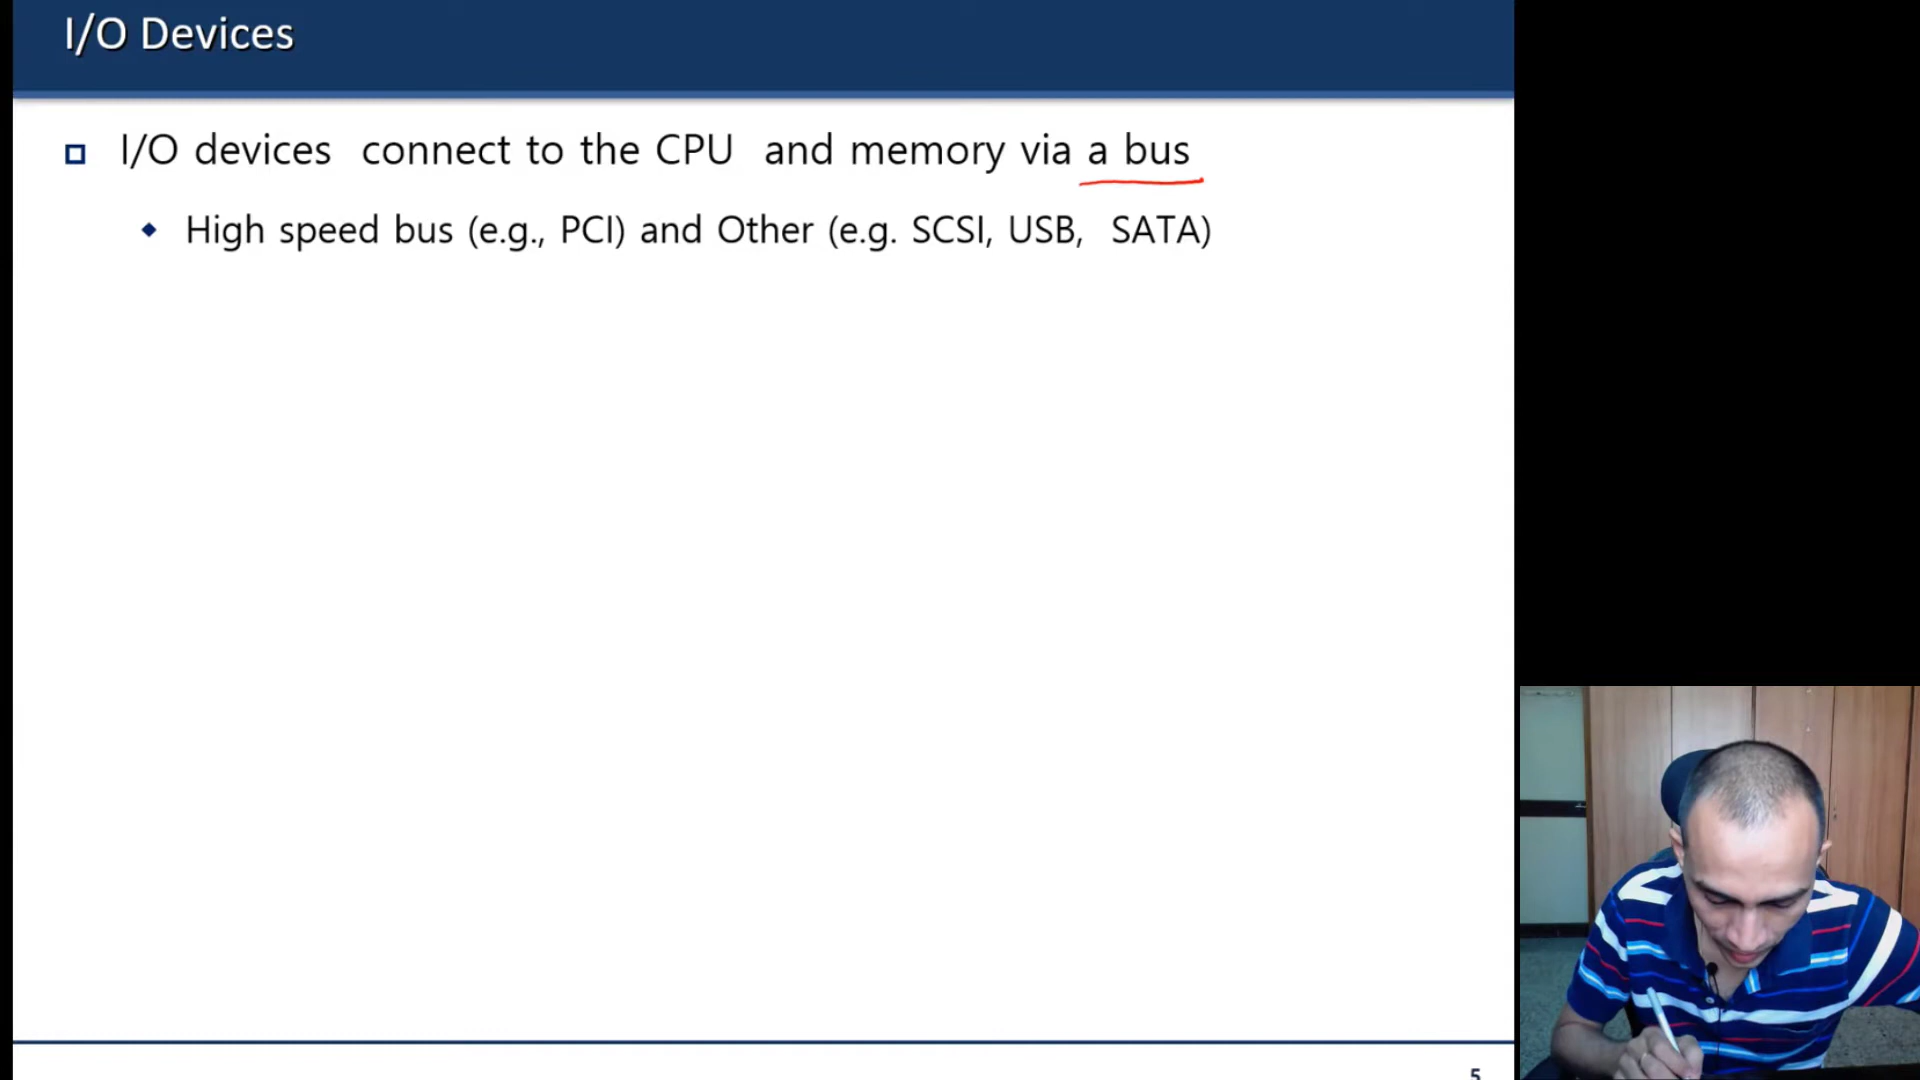 I/O Devices
I/O devices connect to the CPU and memory via a bus
High speed bus (e.g., PCI) and Other (e.g. SCSI, USB, SATA)
5